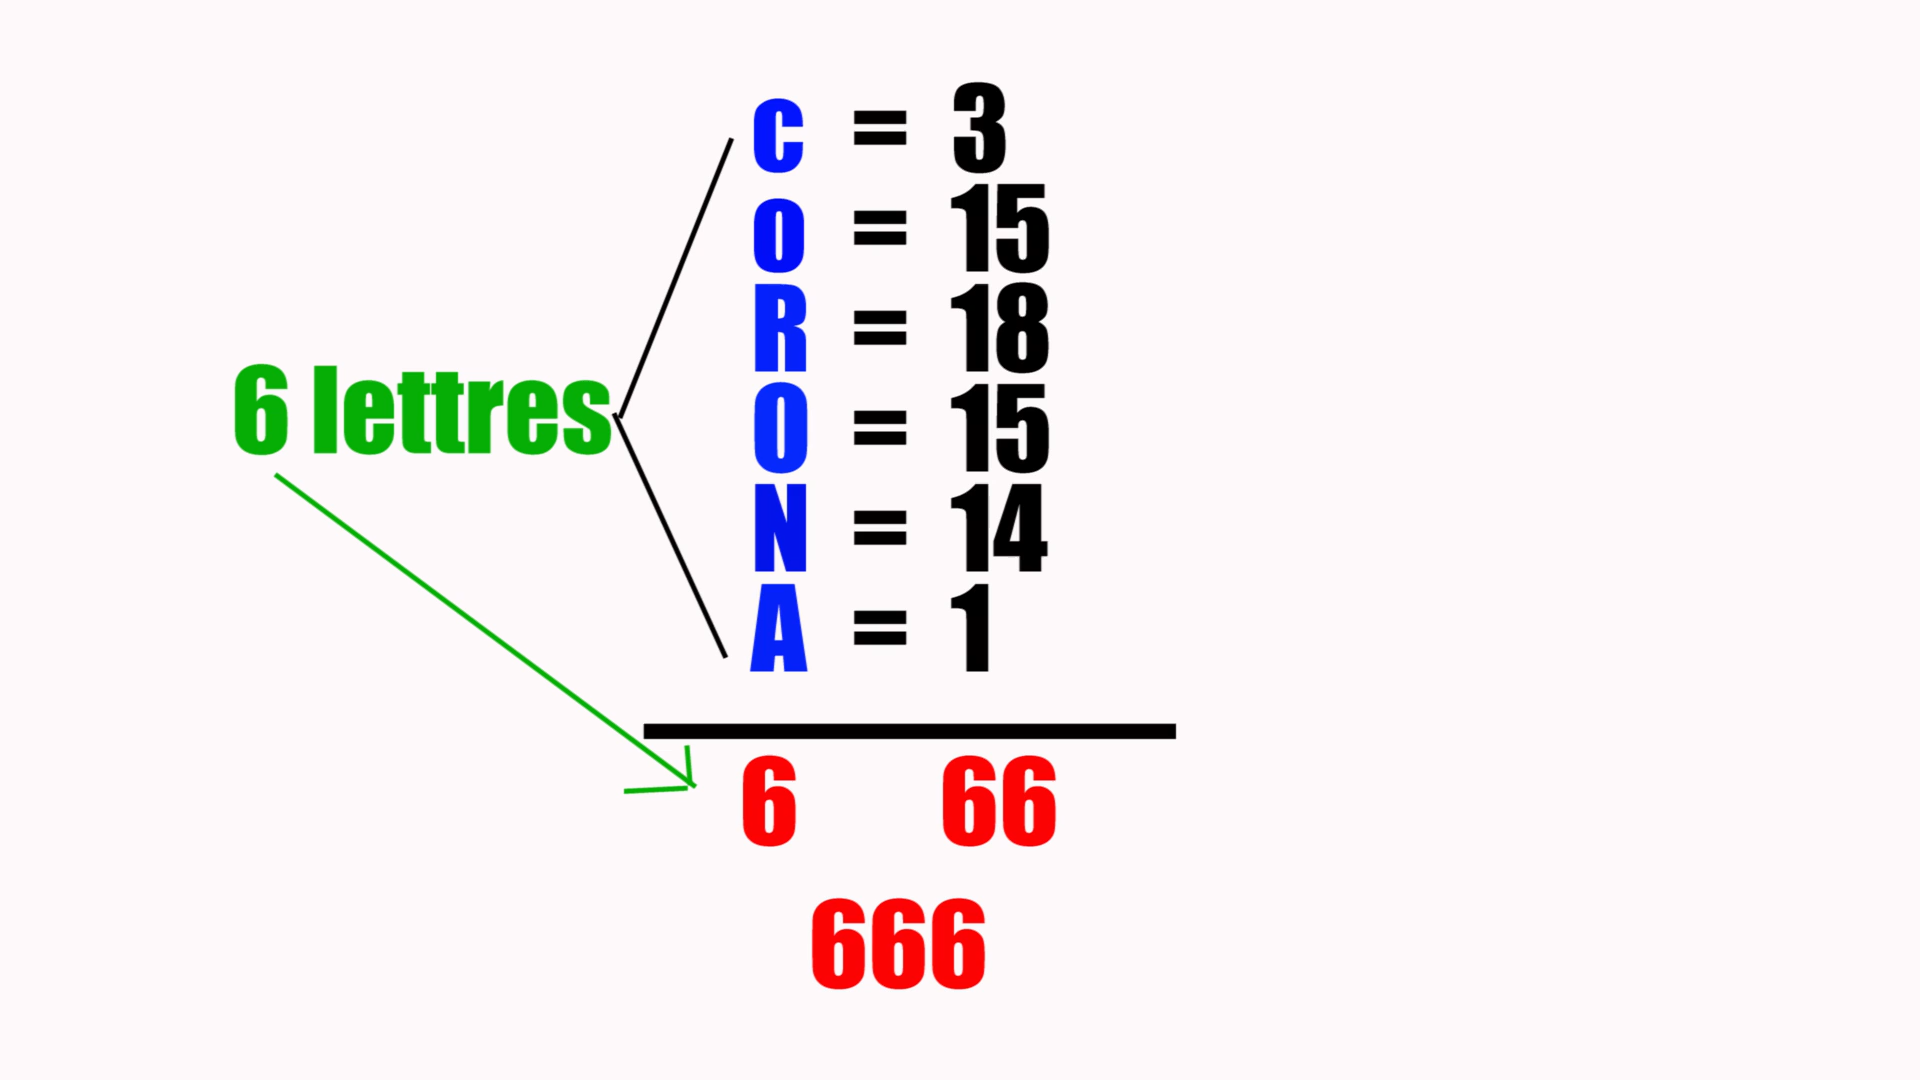 c = 3
o = 15
R = 18
6 lettres
O = 15
N = 14
A = 1
6 66
666